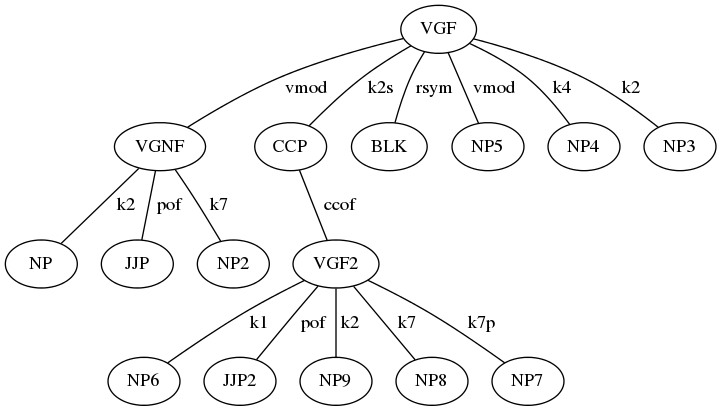 VGF
vmod k2s rsym vmod k4 k2
VGNF CCP BLK NP5 NP4 NP3
k2 pof k7 ccof
NP JJP NP2 VGF2
k1 pof k2 k7 k7p
NP6 JJP2 NP9 NP8 NP7